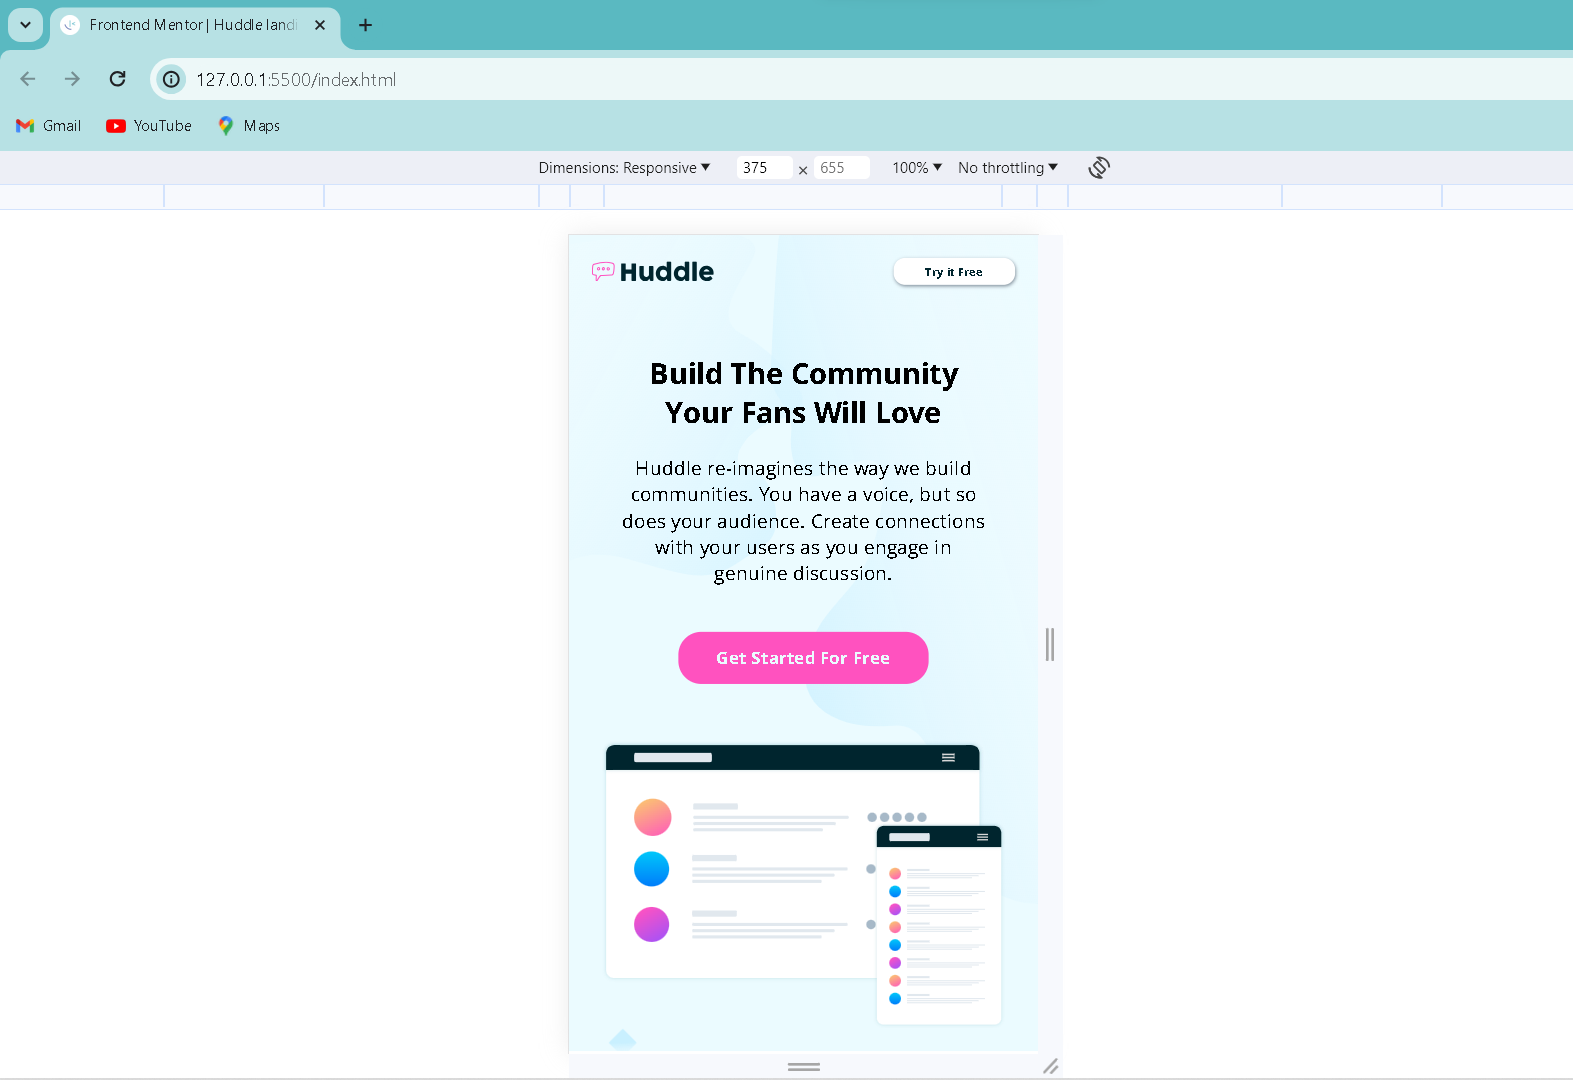 Frontend Mentor | Huddle landi
127.0.0.1:5500/index.html
Gmail YouTube Maps
Dimensions: Responsive 375 × 655 100% No throttling
Huddle Try it Free
Build The Community
Your Fans Will Love
Huddle re-imagines the way we build
communities. You have a voice, but so
does your audience. Create connections
with your users as you engage in
genuine discussion.
Get Started For Free